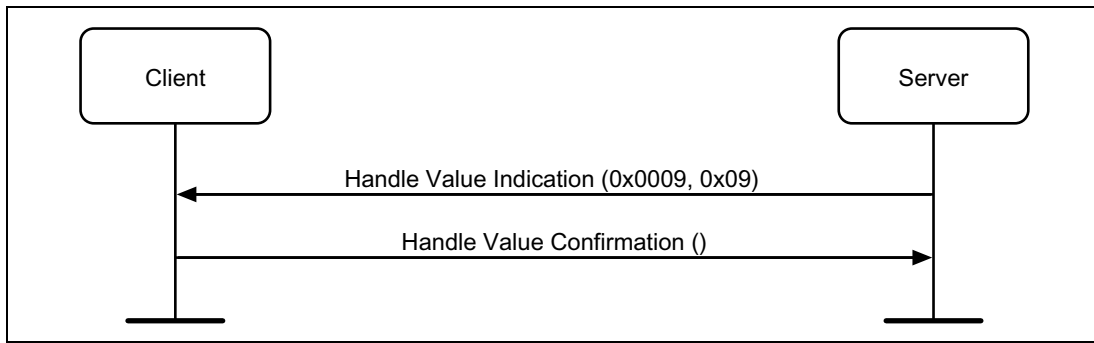 Client
Server
Handle Value Indication (0x0009, 0x09)
Handle Value Confirmation ()